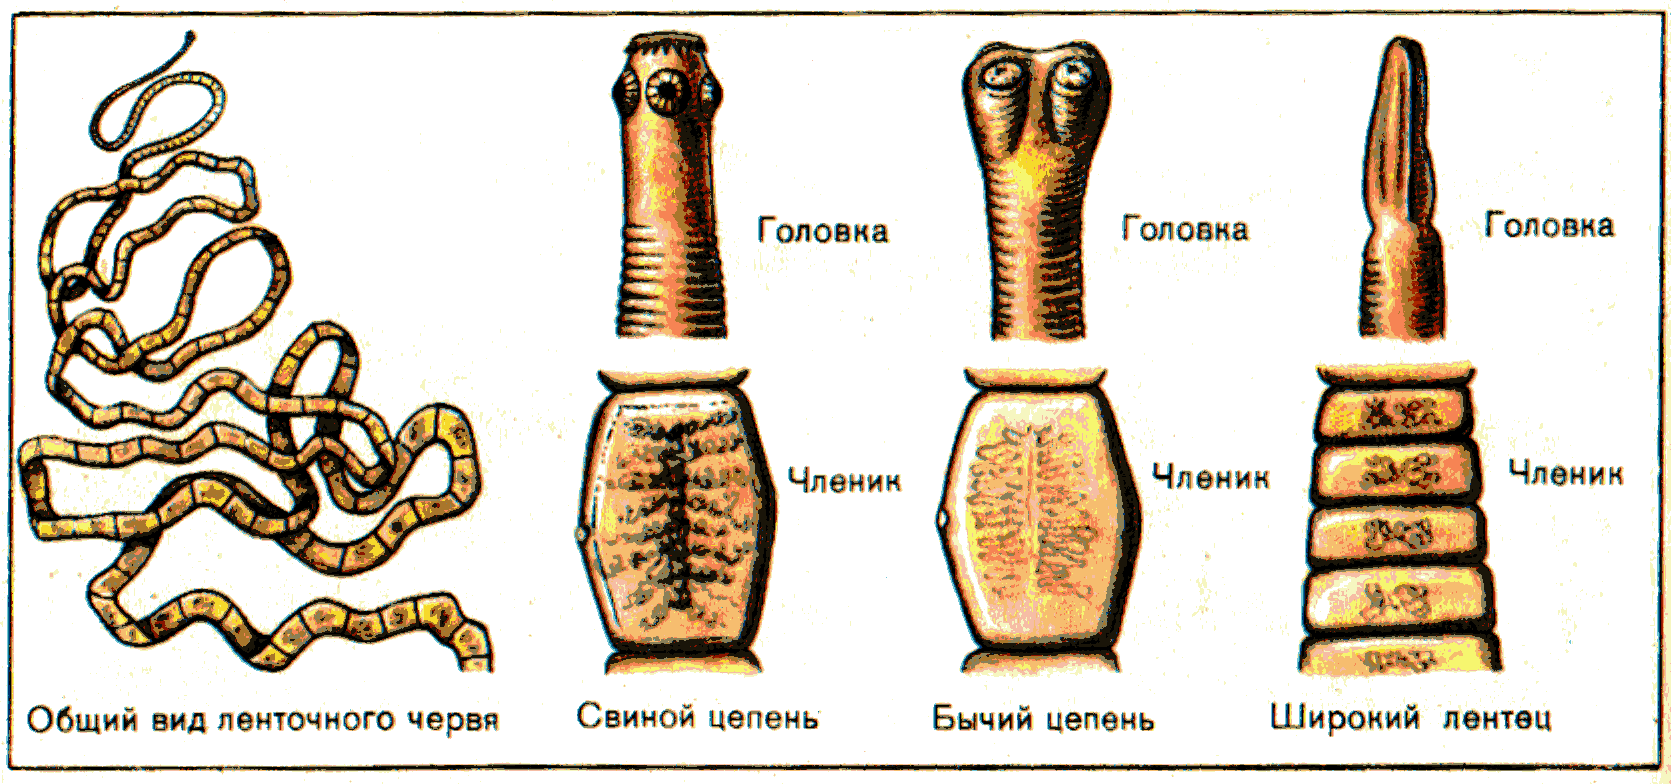 Головка
Головка
Головка
Членик
Членик
Членик
Общий вид ленточного червя
Свиной цепень
Бычий цепень
Широкий лентец